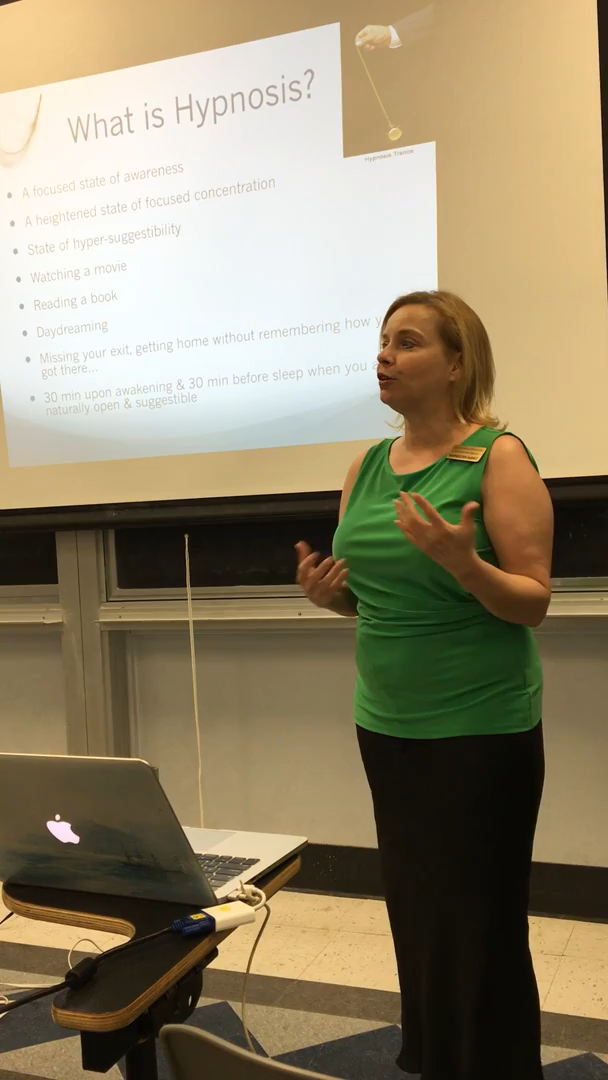 What is Hypnosis?
Hypnosis Trance
A focused state of awareness
A heightened state of focused concentration
State of hyper-suggestibility
Watching a movie
Reading a book
Daydreaming
Missing your exit, getting home without remembering how
got there...
30 min upon awakening & 30 min before sleep when you
naturally open & suggestible